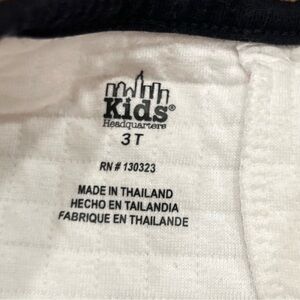 Kids®
Headquarters
3T
RN # 130323
MADE IN THAILAND
HECHO EN TAILANDIA
FABRIQUE EN THAILANDE